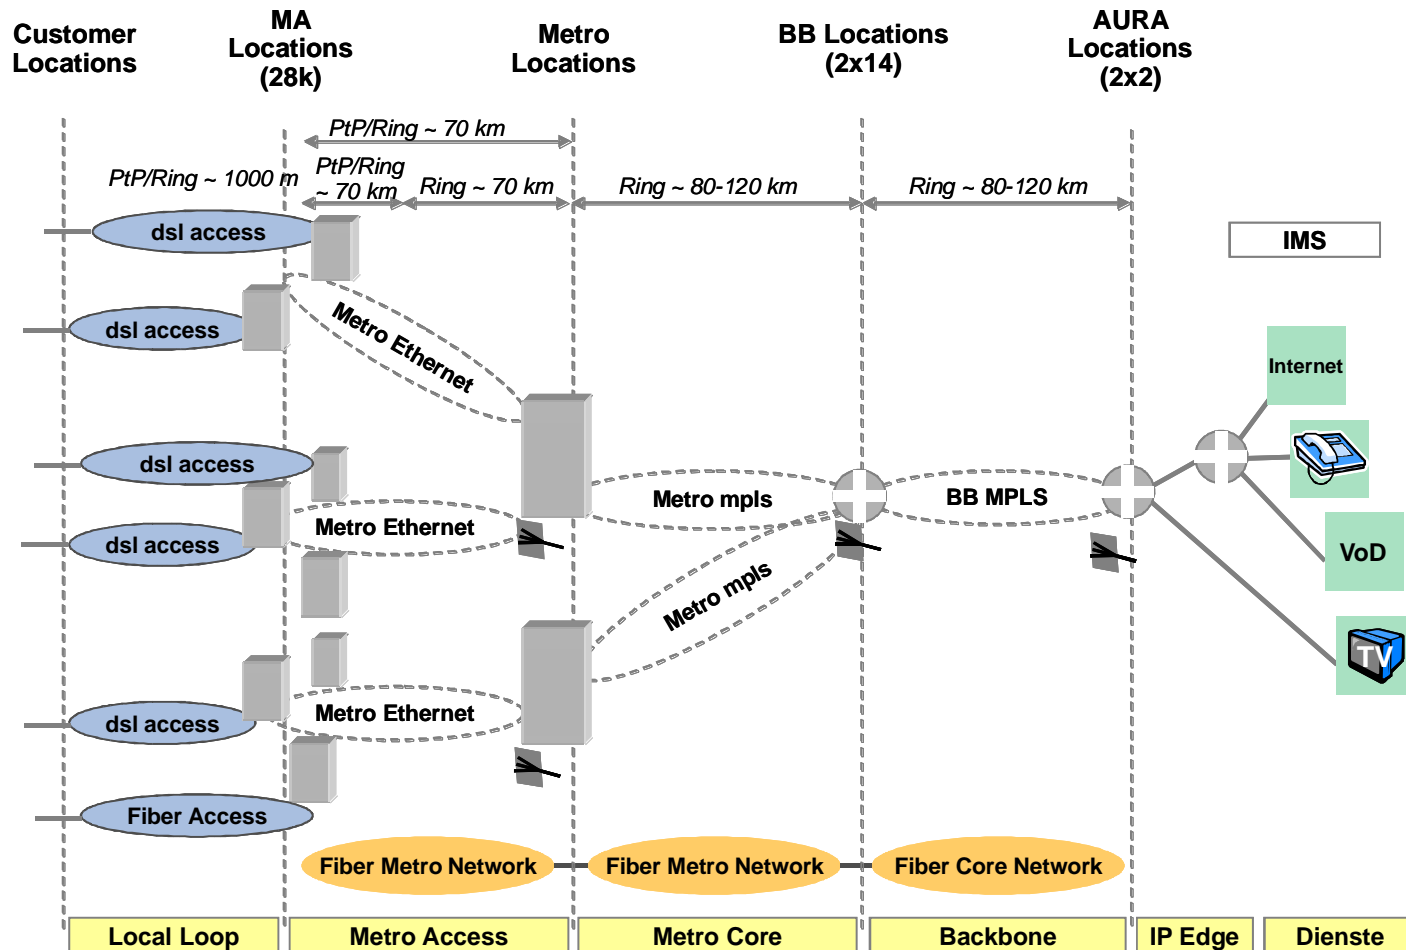 Customer
Locations
MA
Locations
(28k)
Metro
Locations
BB Locations
(2x14)
AURA
Locations
(2x2)
PtP/Ring ~ 70 km
PtP/Ring ~ 1000 m
PtP/Ring
~ 70 km
Ring ~ 70 km
Ring ~ 80-120 km
Ring ~ 80-120 km
dsl access
IMS
dsl access
Metro Ethernet
Internet
dsl access
Metro mpls
BB MPLS
Metro Ethernet
dsl access
VoD
Metro mpls
TV
Metro Ethernet
dsl access
Fiber Access
Fiber Metro Network
Fiber Metro Network
Fiber Core Network
Local Loop
Metro Access
Metro Core
Backbone
IP Edge
Dienste